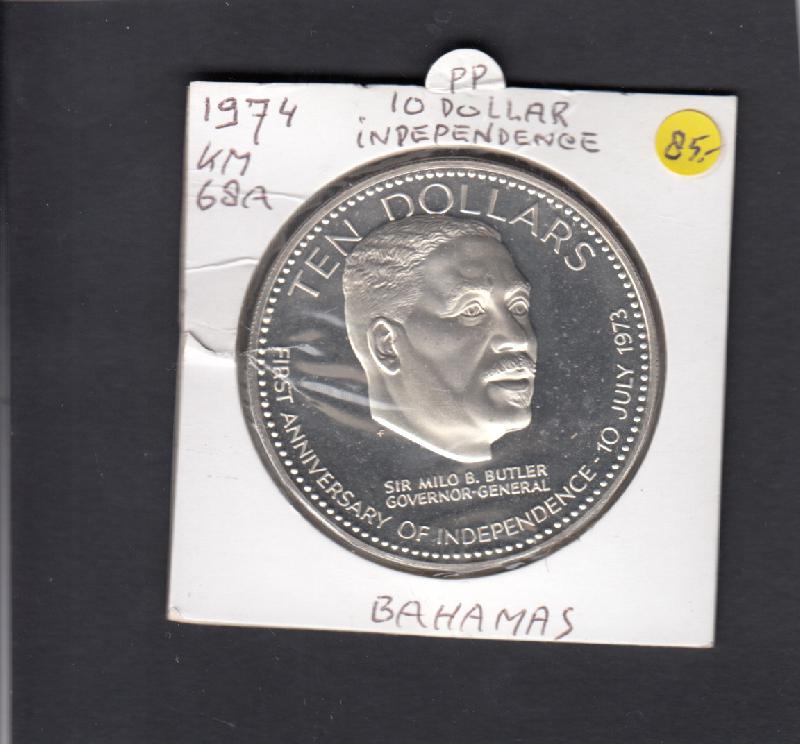 PP
1974
10 DOLLAR
INDEPENDENCE
KM
68A
85.-
TEN DOLLARS
SIR MILO B. BUTLER
GOVERNOR-GENERAL
FIRST ANNIVERSARY OF INDEPENDENCE - 10 JULY 1973
BAHAMAS